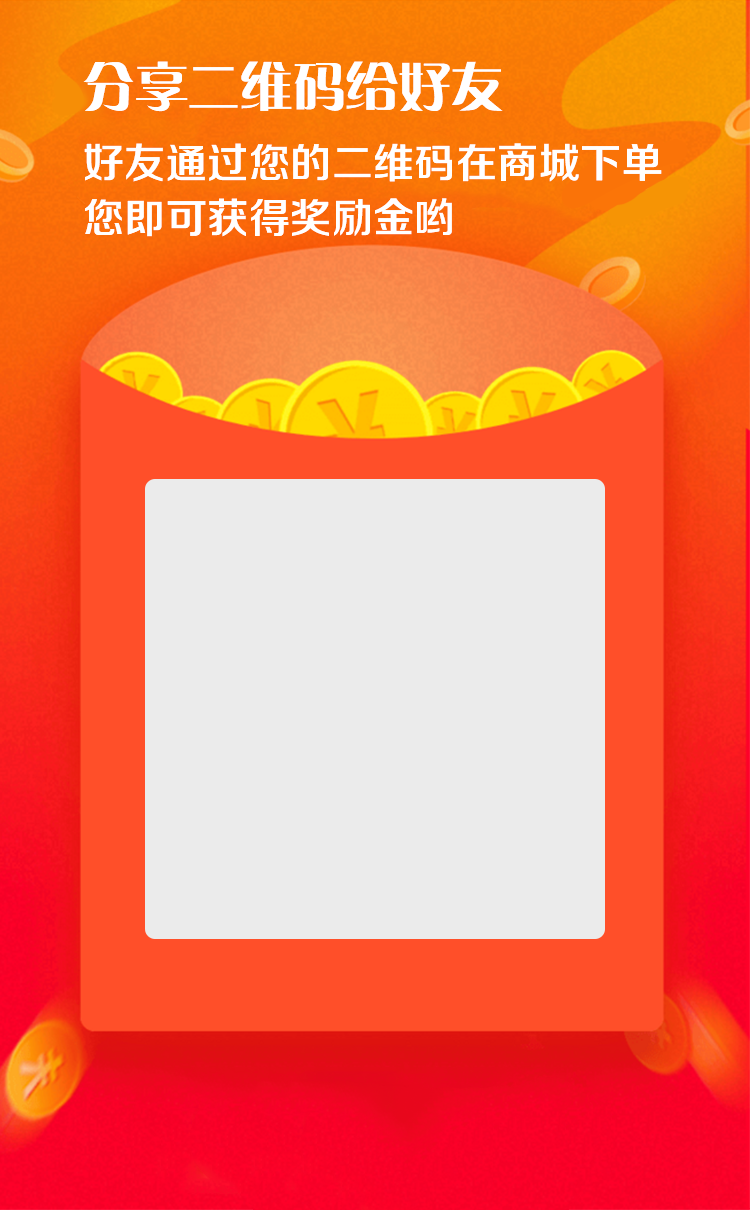 分享二维码给好友
好友通过您的二维码在商城下单
您即可获得奖励金哟